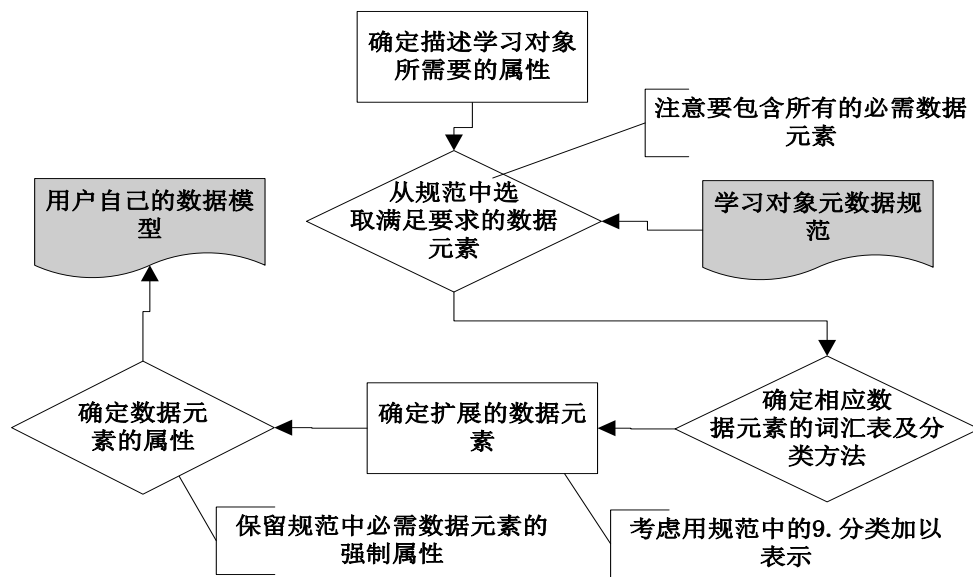 确定描述学习对象
所需要的属性
注意要包含所有的必需数据
元素
从规范中选
取满足要求的数据
元素
学习对象元数据规
范
用户自己的数据模
型
确定相应数
据元素的词汇表及分
类方法
确定扩展的数据元
素
确定数据元
素的属性
保留规范中必需数据元素的
强制属性
考虑用规范中的9.分类加以
表示